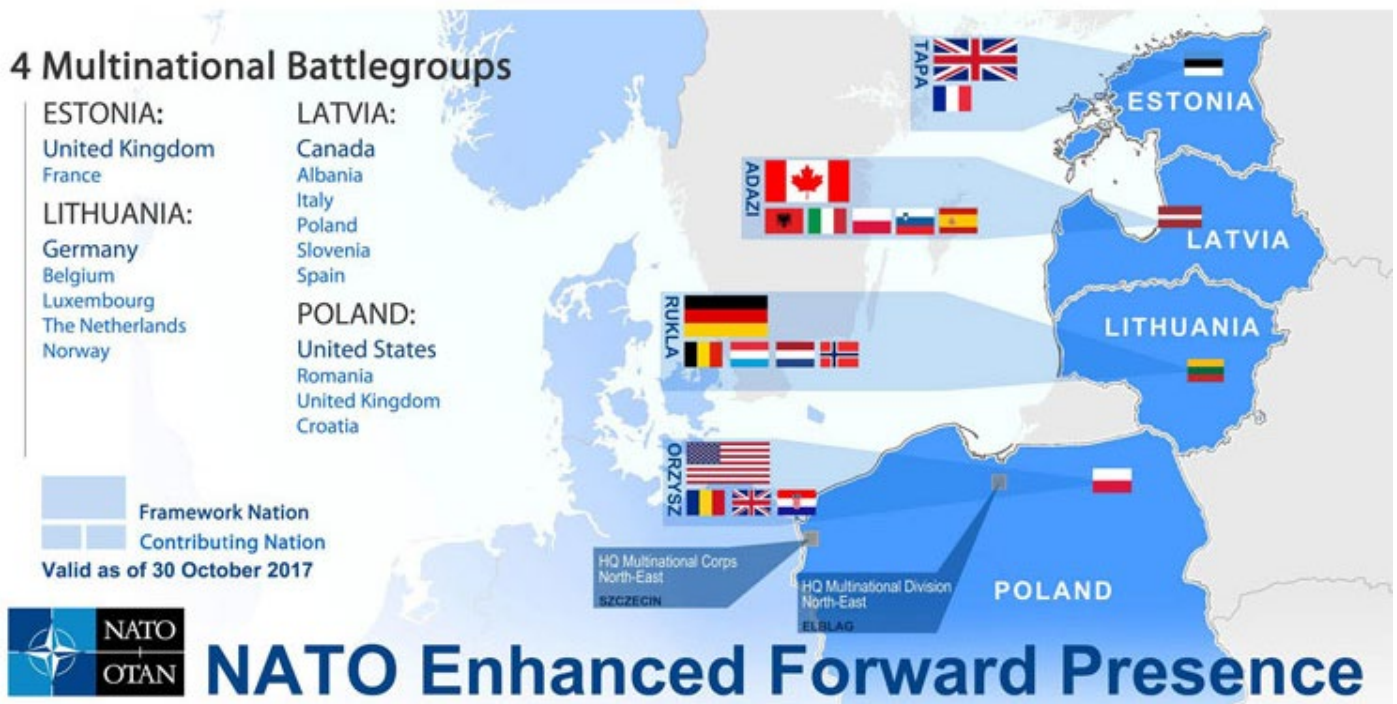 4 Multinational Battlegroups
ESTONIA:
United Kingdom
France
LITHUANIA:
Germany
Belgium
Luxembourg
The Netherlands
Norway
LATVIA:
Canada
Albania
Italy
Poland
Slovenia
Spain
POLAND:
United States
Romania
United Kingdom
Croatia
Framework Nation
Contributing Nation
Valid as of 30 October 2017
TAPA
ESTONIA
ADAZI
LATVIA
RUKLA
LITHUANIA
ORZYSZ
HQ Multinational Corps
North-East
SZCZECIN
HQ Multinational Division
North-East
ELBLAG
POLAND
NATO
OTAN
NATO Enhanced Forward Presence